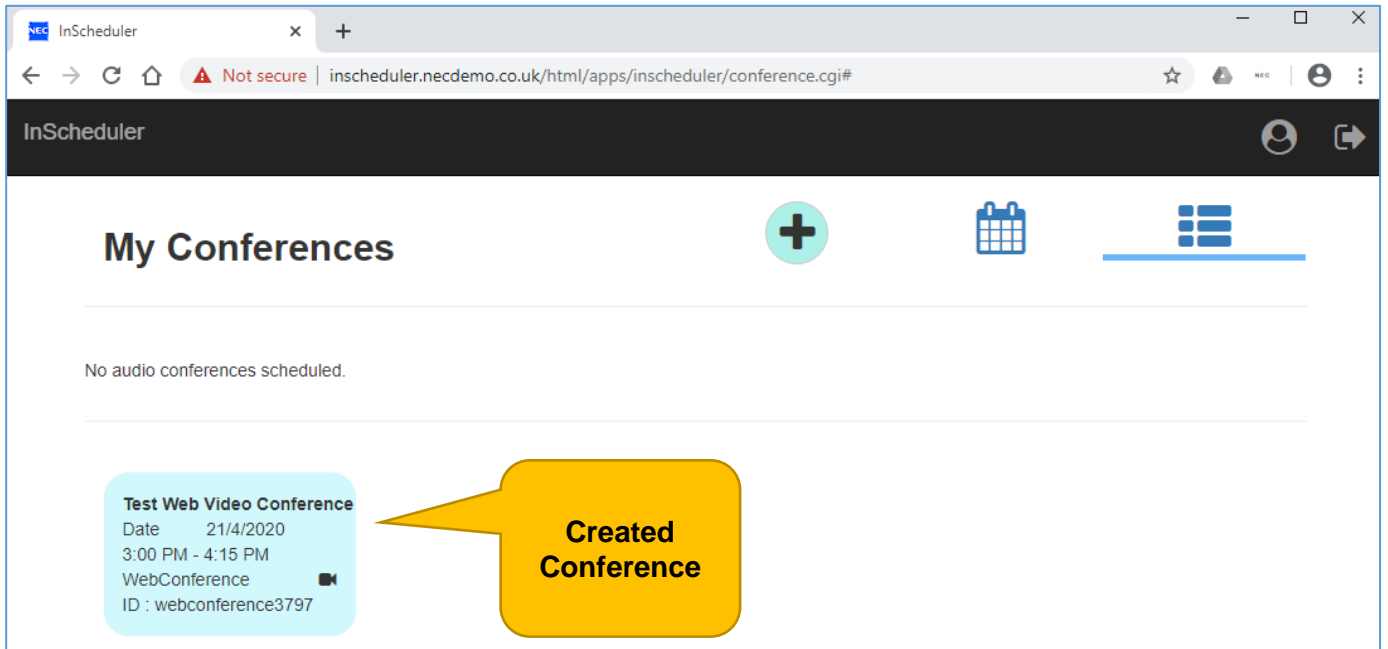 NEC InScheduler
Not secure | inscheduler.necdemo.co.uk/html/apps/inscheduler/conference.cgi#
NEC
InScheduler
My Conferences
No audio conferences scheduled.
Test Web Video Conference
Date 21/4/2020
3:00 PM - 4:15 PM
WebConference
ID : webconference3797
Created
Conference